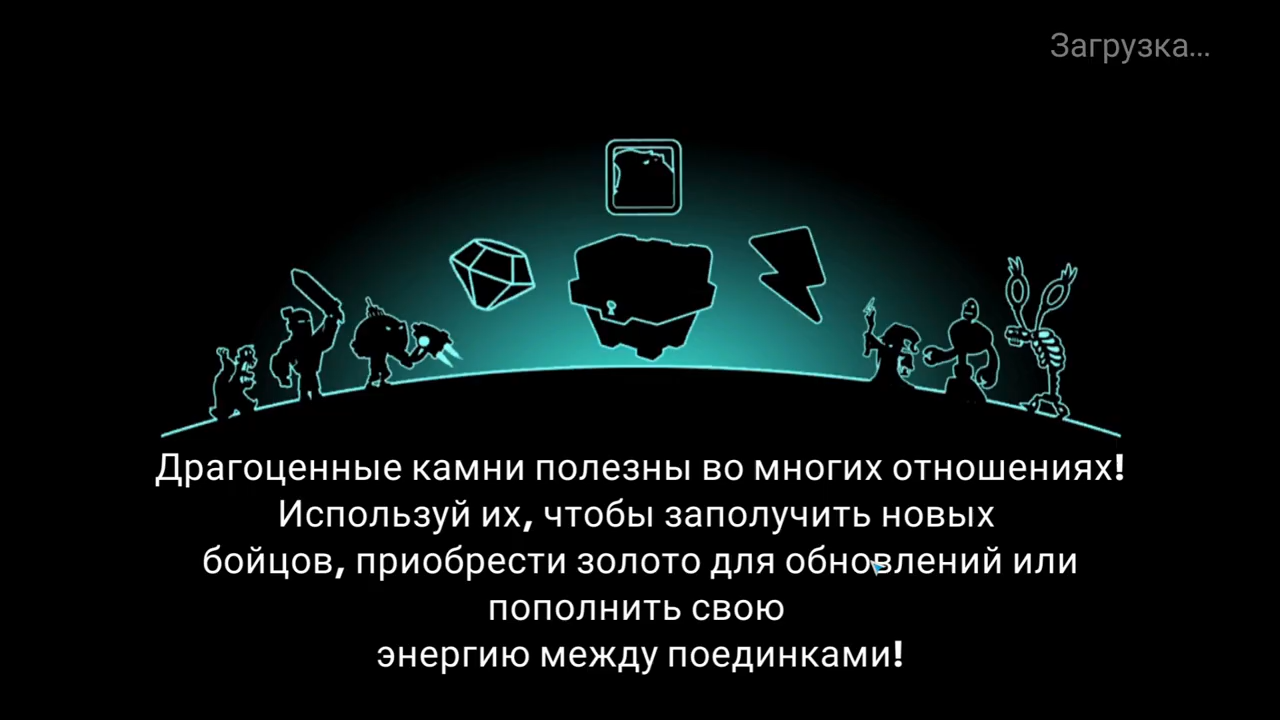 Загрузка...
Драгоценные камни полезны во многих отношениях!
Используй их, чтобы заполучить новых
бойцов, приобрести золото для обновлений или
пополнить свою
энергию между поединками!